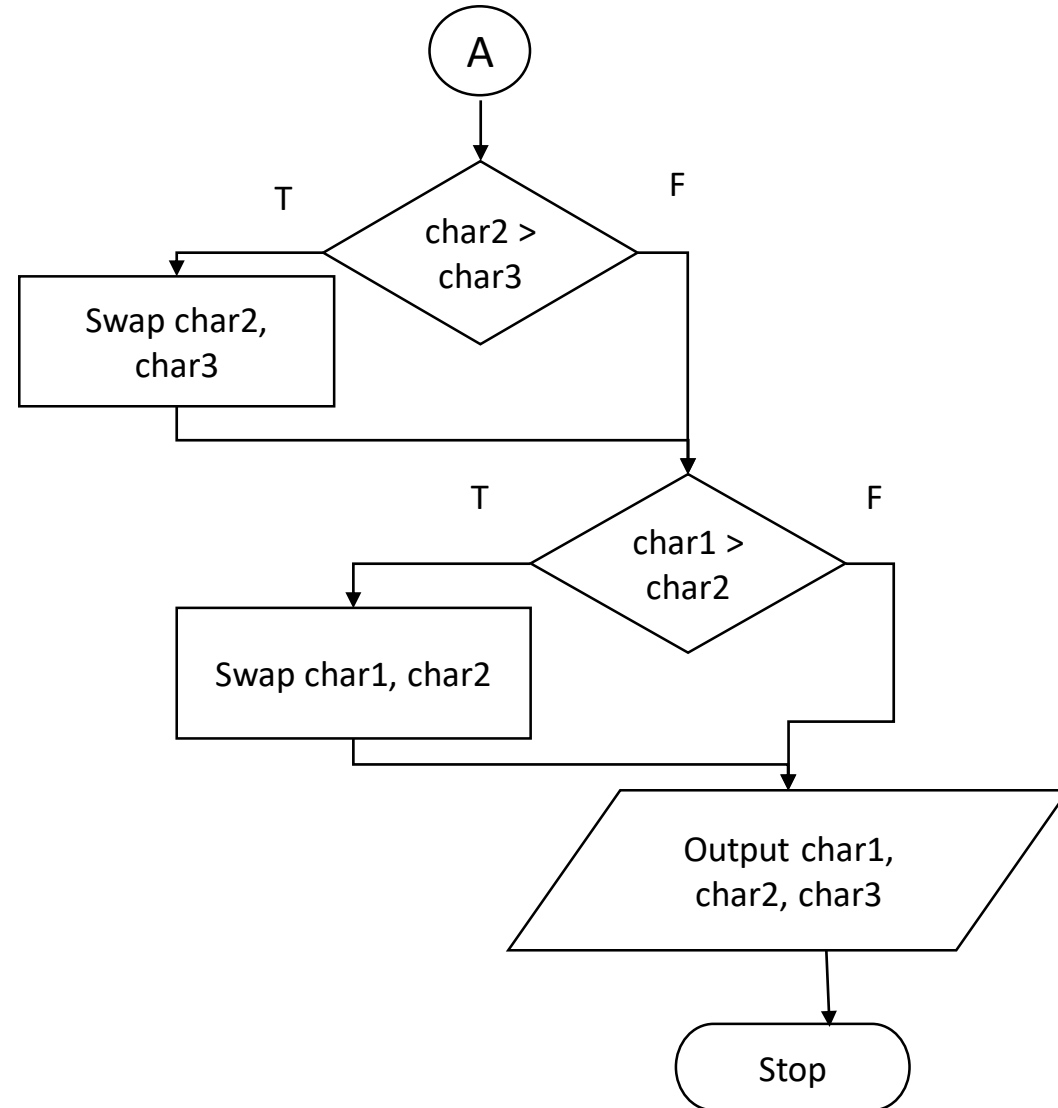 A
T
F
char2 >
char3
Swap char2,
char3
T
F
char1 >
char2
Swap char1, char2
Output char1,
char2, char3
Stop